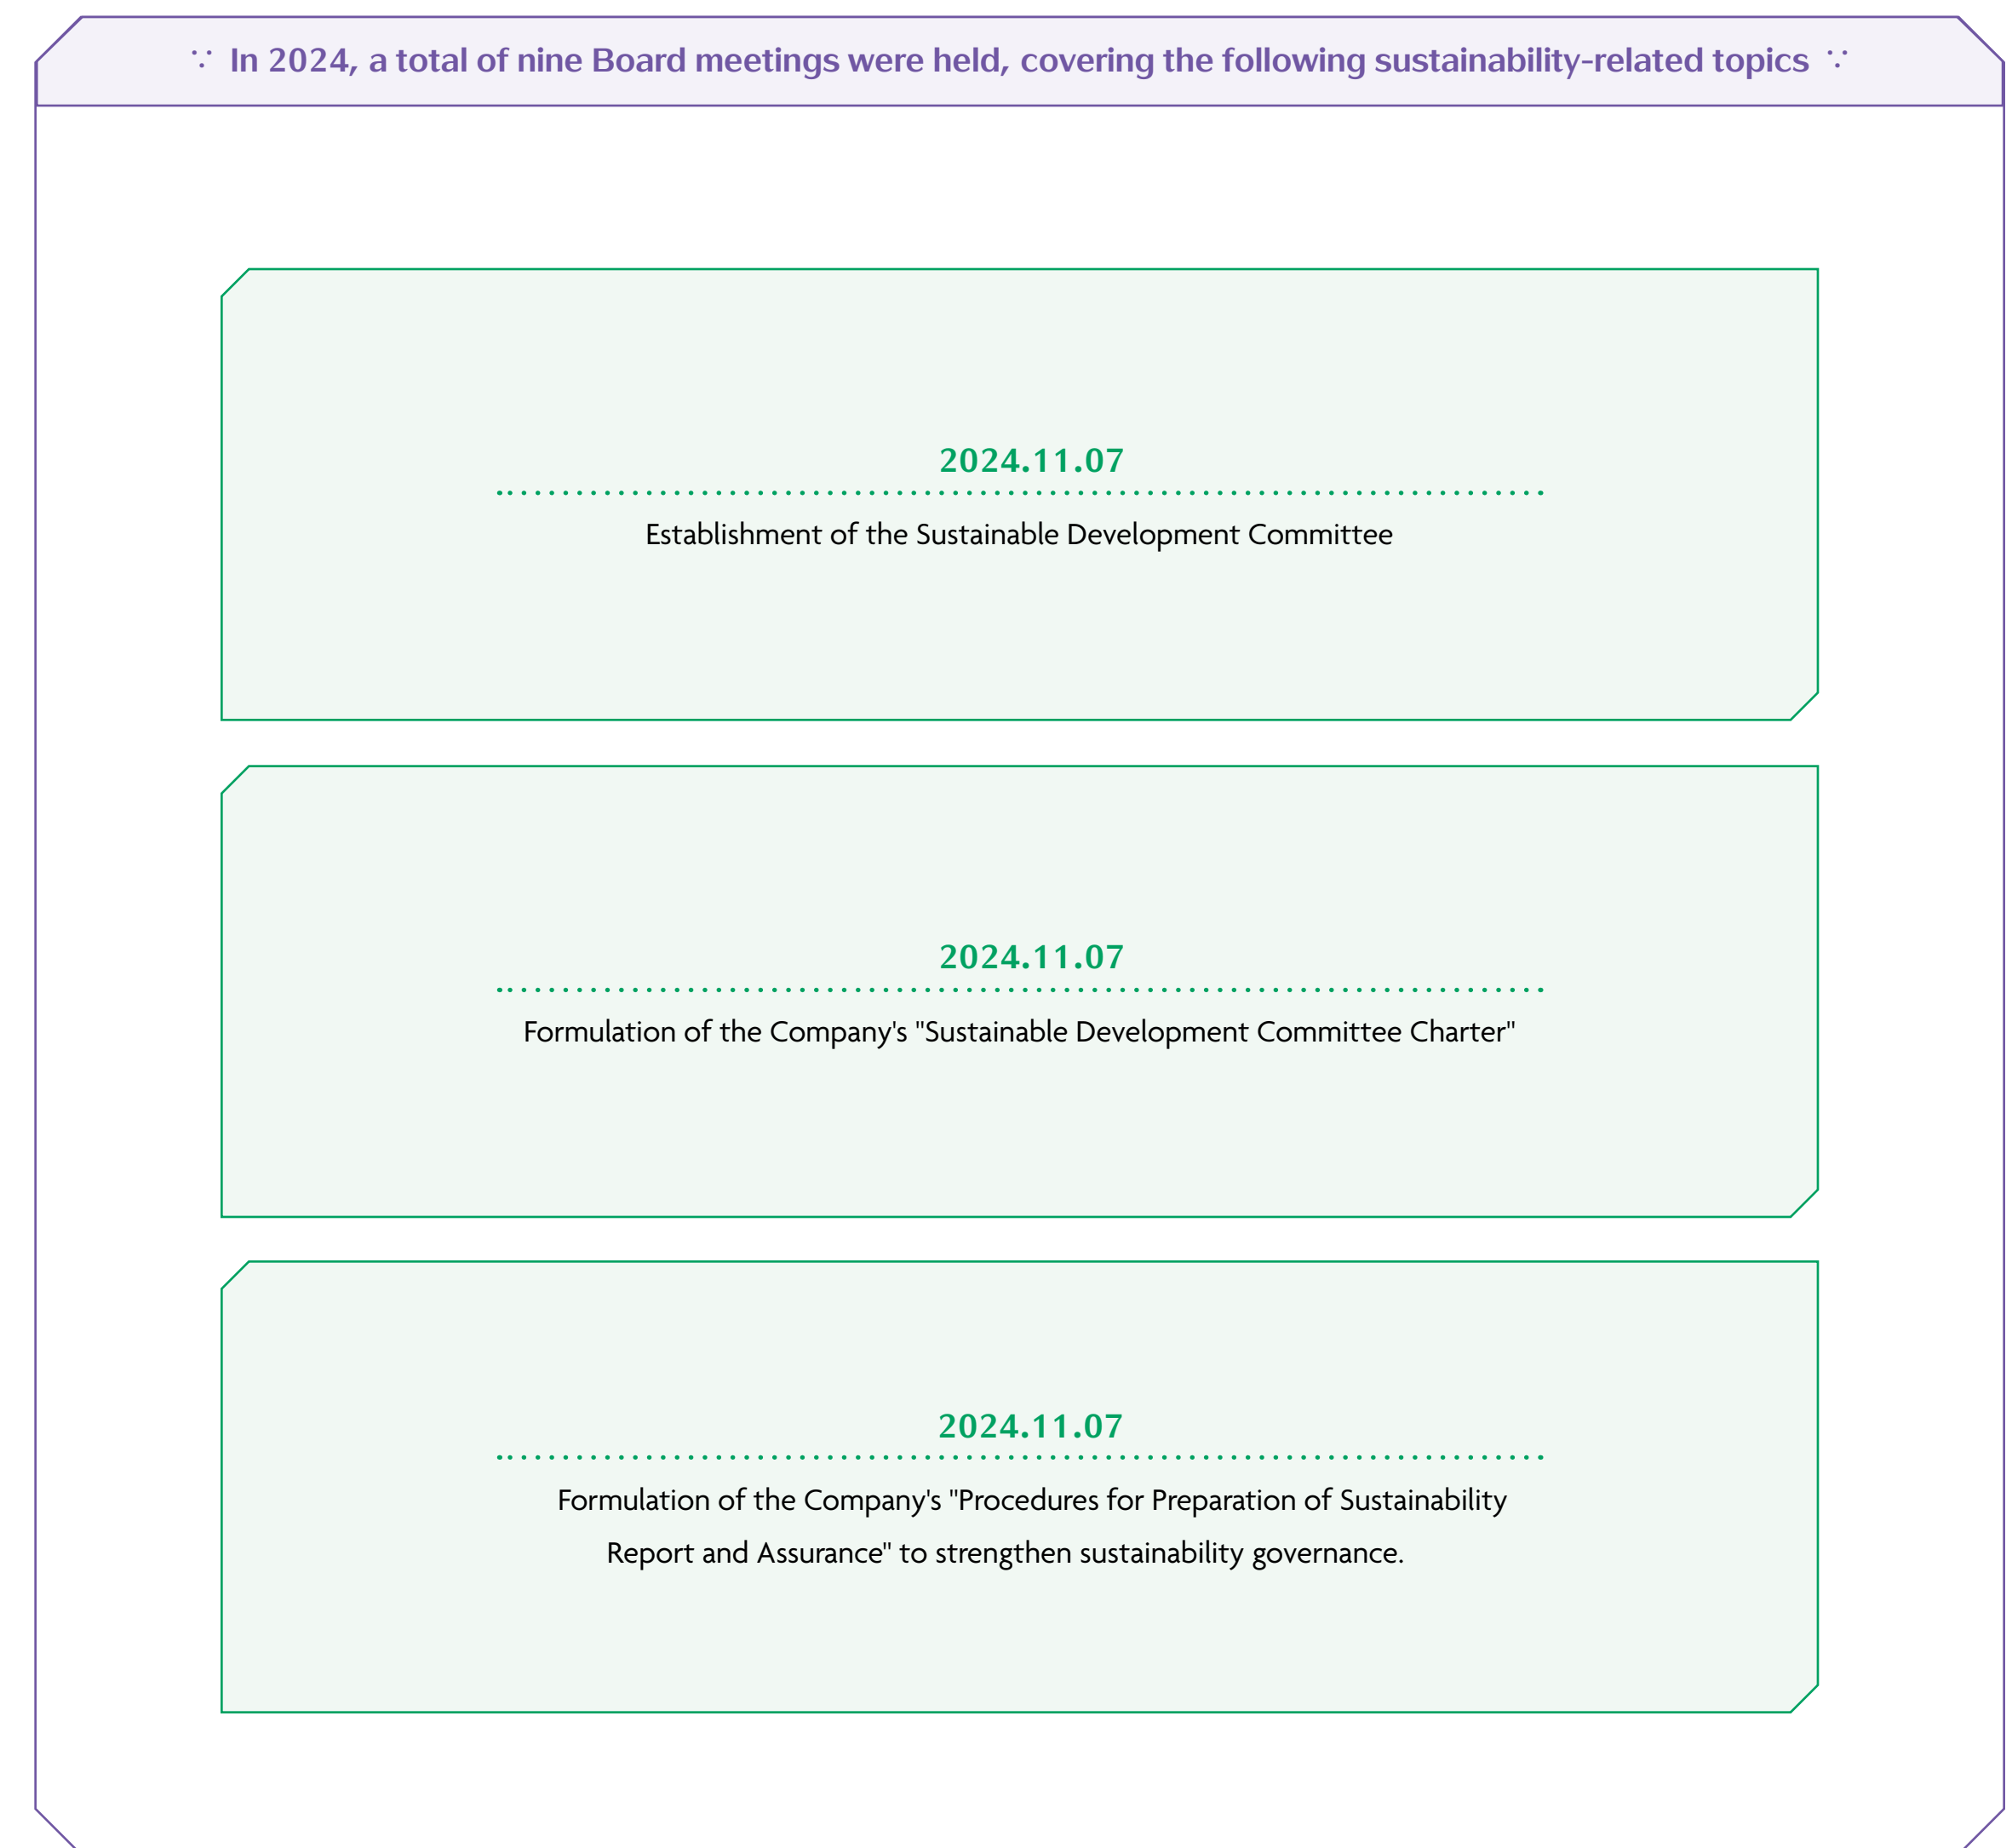 In 2024, a total of nine Board meetings were held, covering the following sustainability-related topics
2024.11.07
Establishment of the Sustainable Development Committee
2024.11.07
Formulation of the Company's "Sustainable Development Committee Charter"
2024.11.07
Formulation of the Company's "Procedures for Preparation of Sustainability
Report and Assurance" to strengthen sustainability governance.